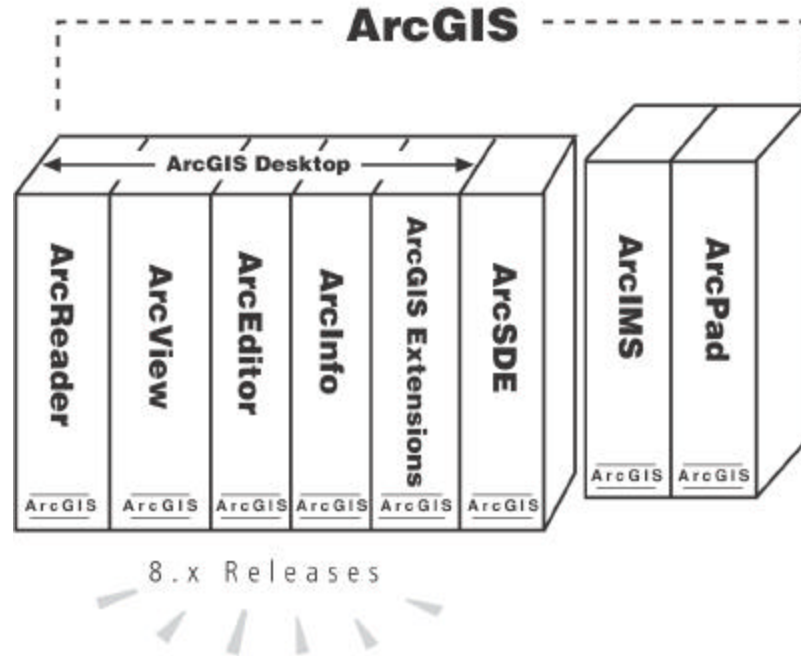 ArcGIS
ArcGIS Desktop
ArcReader
ArcView
ArcEditor
ArcInfo
ArcGIS Extensions
ArcSDE
ArcIMS
ArcPad
ArcGIS
ArcGIS
ArcGIS
ArcGIS
ArcGIS
ArcGIS
ArcGIS
ArcGIS
8.x Releases